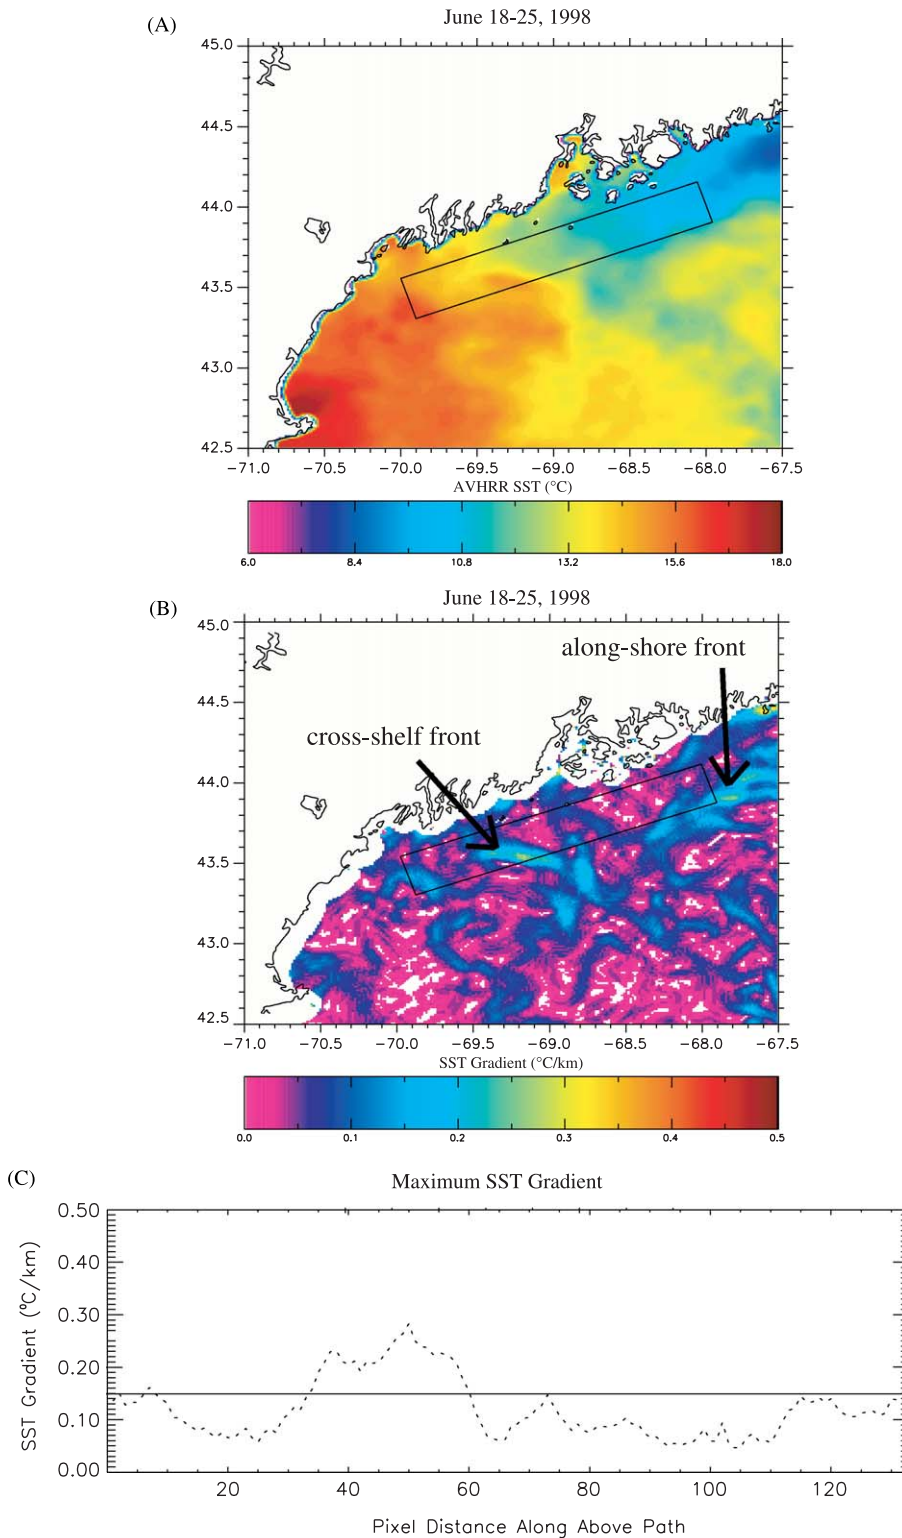 June 18-25, 1998
(A)
45.0
44.5
44.0
43.5
43.0
42.5
−71.0 −70.5 −70.0 −69.5 −69.0 −68.5 −68.0 −67.5
AVHRR SST (°C)
6.0 8.4 10.8 13.2 15.6 18.0
June 18-25, 1998
(B)
45.0
along-shore front
44.5
cross-shelf front
44.0
43.5
43.0
42.5
−71.0 −70.5 −70.0 −69.5 −69.0 −68.5 −68.0 −67.5
SST Gradient (°C/km)
0.0 0.1 0.2 0.3 0.4 0.5
(C)
Maximum SST Gradient
0.50
0.40
0.30
0.20
0.10
0.00
SST Gradient (°C/km)
20 40 60 80 100 120
Pixel Distance Along Above Path